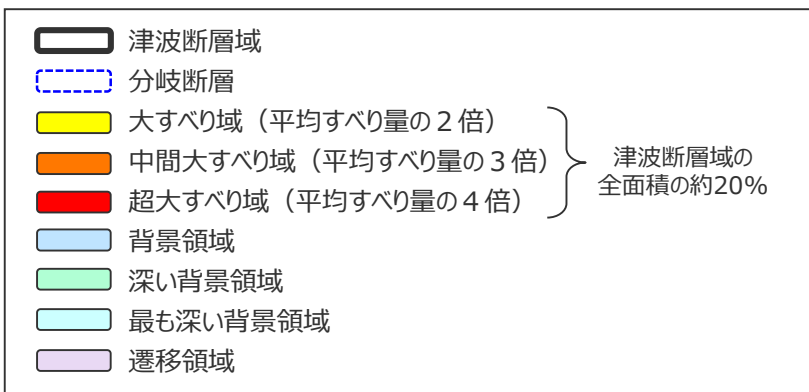 津波断層域
分岐断層
大すべり域（平均すべり量の２倍）
中間大すべり域（平均すべり量の３倍）
超大すべり域（平均すべり量の４倍）
津波断層域の
全面積の約20%
背景領域
深い背景領域
最も深い背景領域
遷移領域